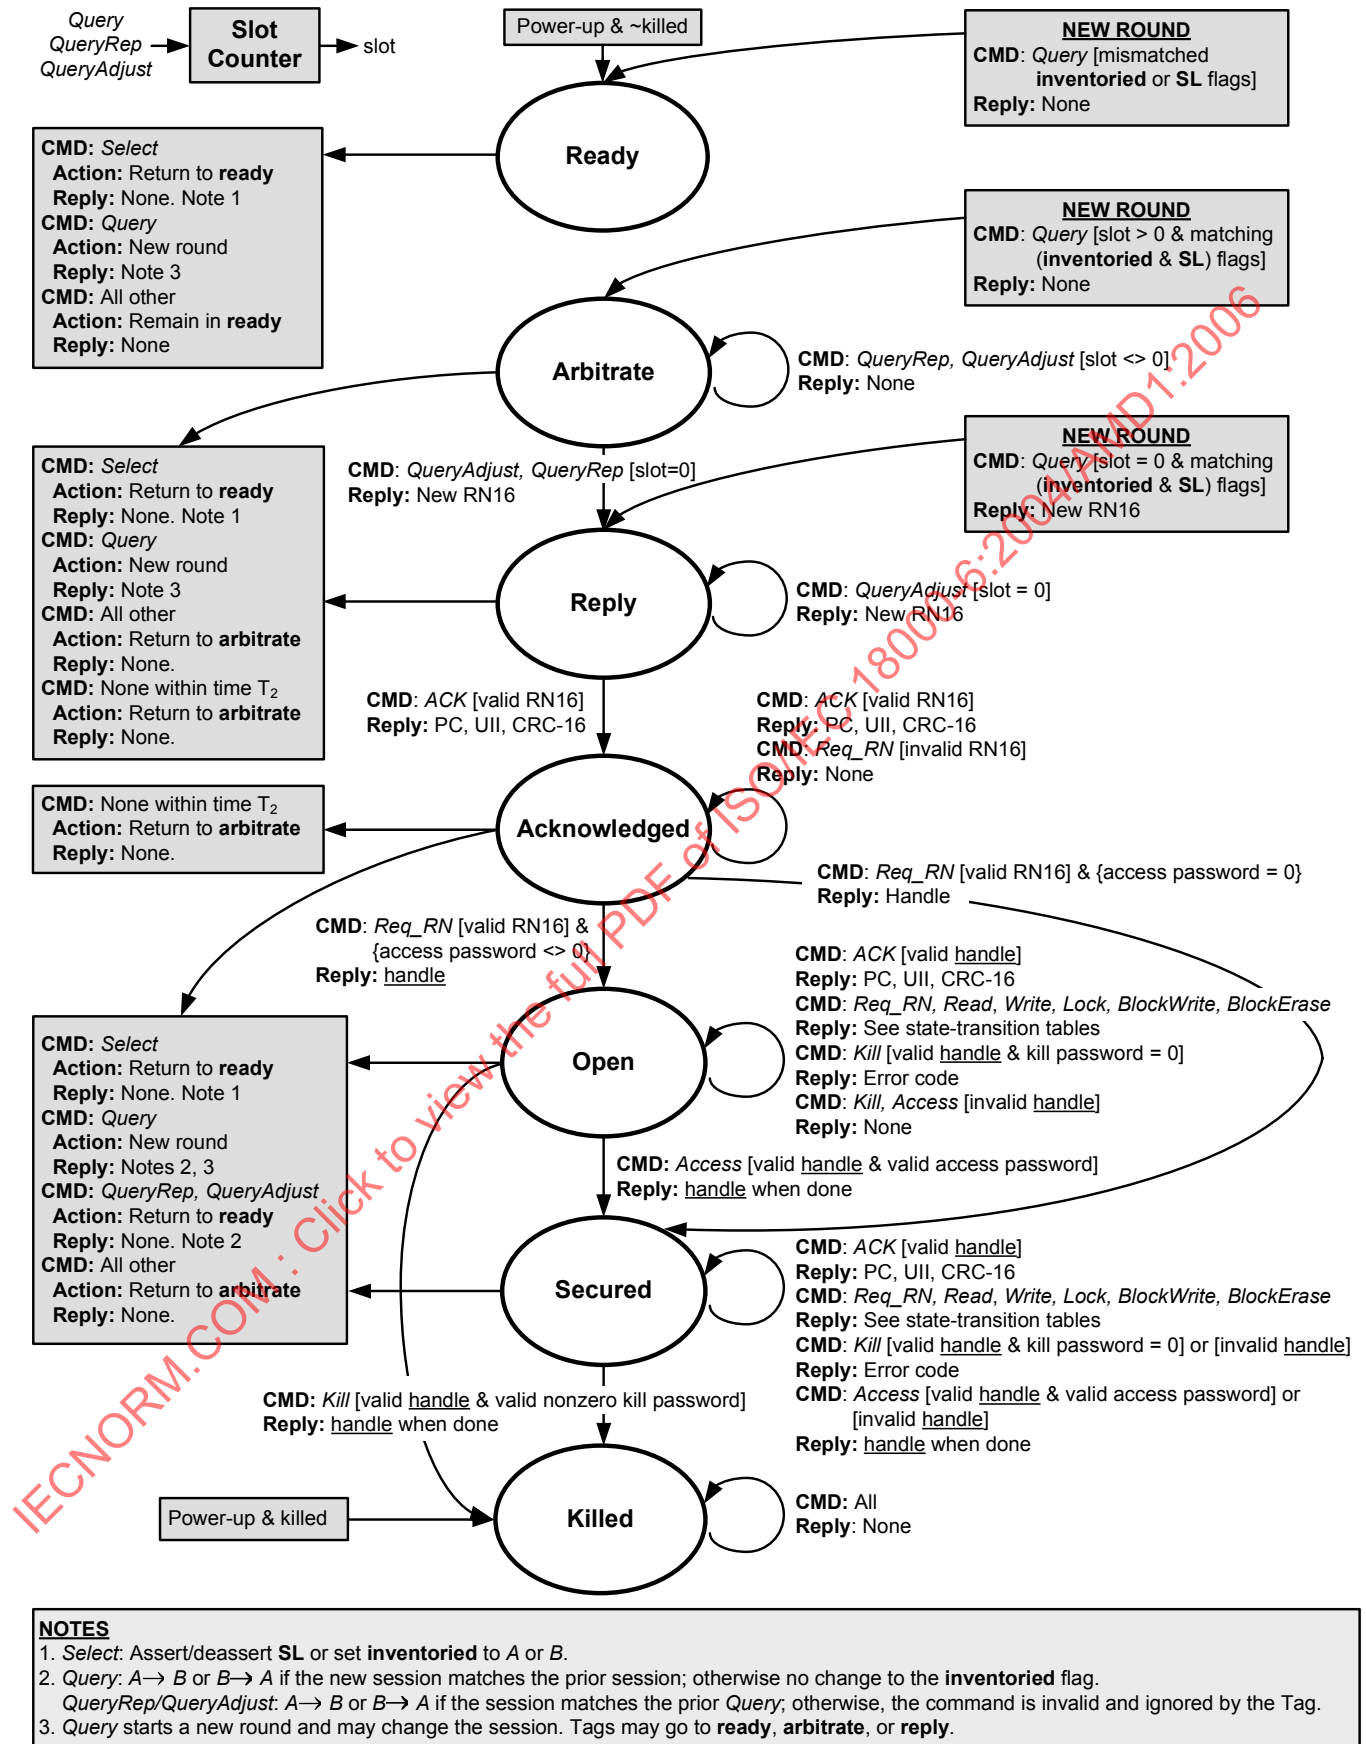 Query
QueryRep
QueryAdjust
Slot
Counter
slot
Power-up & ~killed
NEW ROUND
CMD: Query [mismatched
inventoried or SL flags]
Reply: None
Ready
CMD: Select
Action: Return to ready
Reply: None. Note 1
CMD: Query
Action: New round
Reply: Note 3
CMD: All other
Action: Remain in ready
Reply: None
NEW ROUND
CMD: Query [slot > 0 & matching
(inventoried & SL) flags]
Reply: None
Arbitrate
CMD: QueryRep, QueryAdjust [slot <> 0]
Reply: None
CMD: QueryAdjust, QueryRep [slot=0]
Reply: New RN16
NEW ROUND
CMD: Query [slot = 0 & matching
(inventoried & SL) flags]
Reply: New RN16
CMD: Select
Action: Return to ready
Reply: None. Note 1
CMD: Query
Action: New round
Reply: Note 3
CMD: All other
Action: Return to arbitrate
Reply: None.
CMD: None within time T₂
Action: Return to arbitrate
Reply: None.
Reply
CMD: QueryAdjust [slot = 0]
Reply: New RN16
CMD: ACK [valid RN16]
Reply: PC, UII, CRC-16
CMD: ACK [valid RN16]
Reply: PC, UII, CRC-16
CMD: Req_RN [invalid RN16]
Reply: None
CMD: None within time T₂
Action: Return to arbitrate
Reply: None.
Acknowledged
CMD: Req_RN [valid RN16] & {access password = 0}
Reply: Handle
CMD: Req_RN [valid RN16] &
{access password <> 0}
Reply: handle
CMD: ACK [valid handle]
Reply: PC, UII, CRC-16
CMD: Req_RN, Read, Write, Lock, BlockWrite, BlockErase
Reply: See state-transition tables
CMD: Kill [valid handle & kill password = 0]
Reply: Error code
CMD: Kill, Access [invalid handle]
Reply: None
Open
CMD: Select
Action: Return to ready
Reply: None. Note 1
CMD: Query
Action: New round
Reply: Notes 2, 3
CMD: QueryRep, QueryAdjust
Action: Return to ready
Reply: None. Note 2
CMD: All other
Action: Return to arbitrate
Reply: None.
CMD: Access [valid handle & valid access password]
Reply: handle when done
Secured
CMD: ACK [valid handle]
Reply: PC, UII, CRC-16
CMD: Req_RN, Read, Write, Lock, BlockWrite, BlockErase
Reply: See state-transition tables
CMD: Kill [valid handle & kill password = 0] or [invalid handle]
Reply: Error code
CMD: Access [valid handle & valid access password] or
[invalid handle]
Reply: handle when done
CMD: Kill [valid handle & valid nonzero kill password]
Reply: handle when done
Power-up & killed
Killed
CMD: All
Reply: None
NOTES
1. Select: Assert/deassert SL or set inventoried to A or B.
2. Query: A→ B or B→ A if the new session matches the prior session; otherwise no change to the inventoried flag.
QueryRep/QueryAdjust: A→ B or B→ A if the session matches the prior Query; otherwise, the command is invalid and ignored by the Tag.
3. Query starts a new round and may change the session. Tags may go to ready, arbitrate, or reply.
IECNORM.COM : Click to view the full PDF of ISO/IEC 18000-6:2004/AMD1:2006